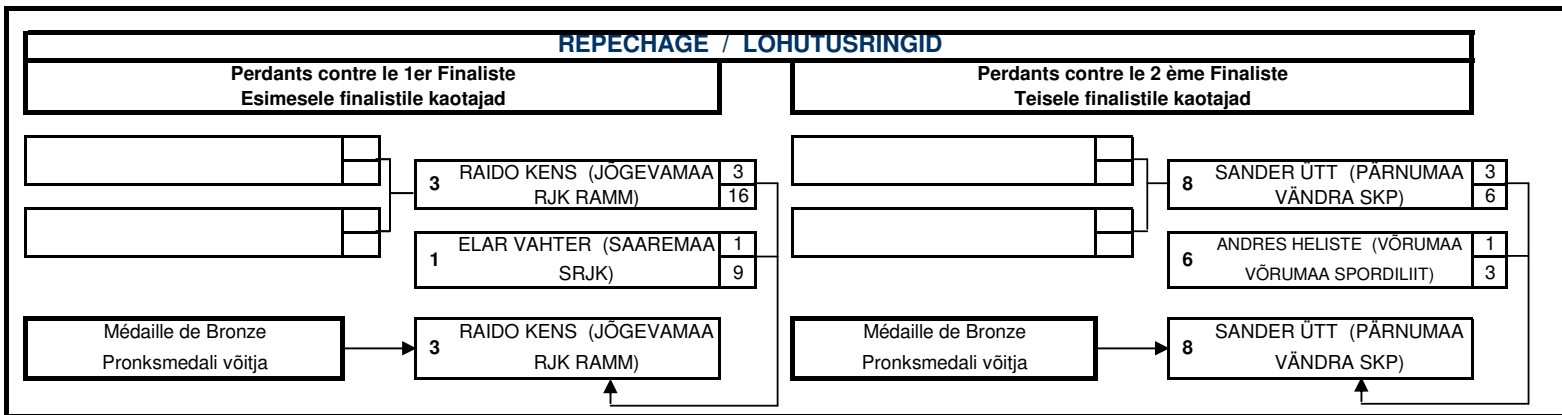 REPECHAGE / LOHUTUSRINGID
Perdants contre le 1er Finaliste
Esimesele finalistile kaotajad
Perdants contre le 2 ème Finaliste
Teisele finalistile kaotajad
3 RAIDO KENS (JÕGEVAMAA 3
RJK RAMM) 16
1 ELAR VAHTER (SAAREMAA 1
SRJK) 9
Médaille de Bronze
Pronksmedali võitja
3 RAIDO KENS (JÕGEVAMAA
RJK RAMM)
8 SANDER ÜTT (PÄRNUMAA 3
VÄNDRA SKP) 6
6 ANDRES HELISTE (VÕRUMAA 1
VÕRUMAA SPORDILIIT) 3
Médaille de Bronze
Pronksmedali võitja
8 SANDER ÜTT (PÄRNUMAA
VÄNDRA SKP)